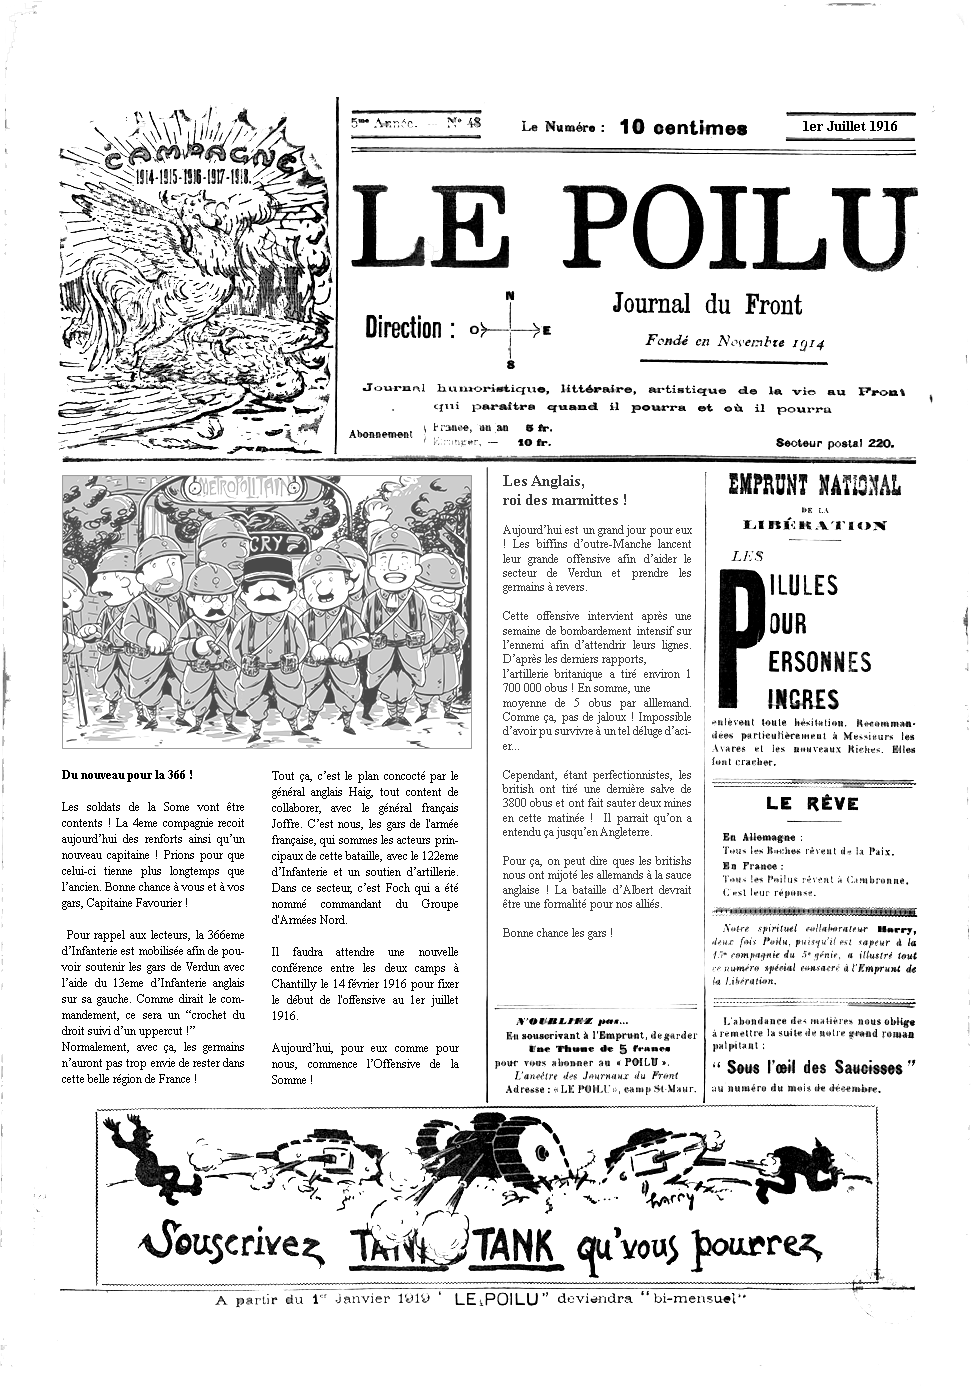 CAMPAGNE
1914-1915-1916-1917-1918.
5me Année. — No 48
Le Numéro : 10 centimes
1er Juillet 1916
LE POILU
Direction :
N
O
E
S
Journal du Front
Fondé en Novembre 1914
Journal humoristique, littéraire, artistique de la vie au Front
qui paraîtra quand il pourra et où il pourra
Abonnement
France, un an 5 fr.
Etranger, — 10 fr.
Secteur postal 220.
METROPOLITAIN
CRY
Du nouveau pour la 366 !
Les soldats de la Some vont être
contents ! La 4eme compagnie recoit
aujourd’hui des renforts ainsi qu’un
nouveau capitaine ! Prions pour que
celui-ci tienne plus longtemps que
l’ancien. Bonne chance à vous et à vos
gars, Capitaine Favourier !
Pour rappel aux lecteurs, la 366eme
d’Infanterie est mobilisée afin de pou-
voir soutenir les gars de Verdun avec
l’aide du 13eme d’Infanterie anglais
sur sa gauche. Comme dirait le com-
mandement, ce sera un “crochet du
droit suivi d’un uppercut !”
Normalement, avec ça, les germains
n’auront pas trop envie de rester dans
cette belle région de France !
Tout ça, c’est le plan concocté par le
général anglais Haig, tout content de
collaborer, avec le général français
Joffre. C’est nous, les gars de l'armée
française, qui sommes les acteurs prin-
cipaux de cette bataille, avec le 122eme
d’Infanterie et un soutien d’artillerie.
Dans ce secteur, c’est Foch qui a été
nommé commandant du Groupe
d'Armées Nord.
Il faudra attendre une nouvelle
conférence entre les deux camps à
Chantilly le 14 février 1916 pour fixer
le début de l'offensive au 1er juillet
1916.
Aujourd’hui, pour eux comme pour
nous, commence l’Offensive de la
Somme !
Les Anglais,
roi des marmittes !
Aujourd’hui est un grand jour pour eux
! Les biffins d’outre-Manche lancent
leur grande offensive afin d’aider le
secteur de Verdun et prendre les
germains à revers.
Cette offensive intervient après une
semaine de bombardement intensif sur
l’ennemi afin d’attendrir leurs lignes.
D’après les derniers rapports,
l’artillerie britanique a tiré environ 1
700 000 obus ! En somme, une
moyenne de 5 obus par alllemand.
Comme ça, pas de jaloux ! Impossible
d’avoir pu survivre à un tel déluge d’aci-
er...
Cependant, étant perfectionnistes, les
british ont tiré une dernière salve de
3800 obus et ont fait sauter deux mines
en cette matinée ! Il parrait qu’on a
entendu ça jusqu’en Angleterre.
Pour ça, on peut dire que les britishs
nous ont mijoté les allemands à la sauce
anglaise ! La bataille d’Albert devrait
être une formalité pour nos alliés.
Bonne chance les gars !
N'OUBLIEZ pas...
En souscrivant à l'Emprunt, de garder
Une Thune de 5 francs
pour vous abonner au « POILU ».
L'ancêtre des Journaux du Front
Adresse : « LE POILU », camp St-Maur.
EMPRUNT NATIONAL
DE LA
LIBÉRATION
LES
PILULES
POUR
PERSONNES
PINGRES
enlèvent toute hésitation. Recomman-
dées particulièrement à Messieurs les
Avares et les nouveaux Riches. Elles
font cracher.
LE RÊVE
En Allemagne :
Tous les Boches rêvent de la Paix.
En France :
Tous les Poilus rêvent à Cambronne.
C'est leur réponse.
Notre spirituel collaborateur Harry,
deux fois Poilu, puisqu'il est sapeur à la
compagnie du 5e génie, a illustré tout
ce numéro spécial consacré à l'Emprunt de
la Libération.
L'abondance des matières nous oblige
à remettre la suite de notre grand roman
palpitant :
“ Sous l'œil des Saucisses ”
au numéro du mois de décembre.
Harry
Souscrivez TANK TANK qu'vous pourrez
A partir du 1er Janvier 1919 " LE POILU" deviendra "bi-mensuel"